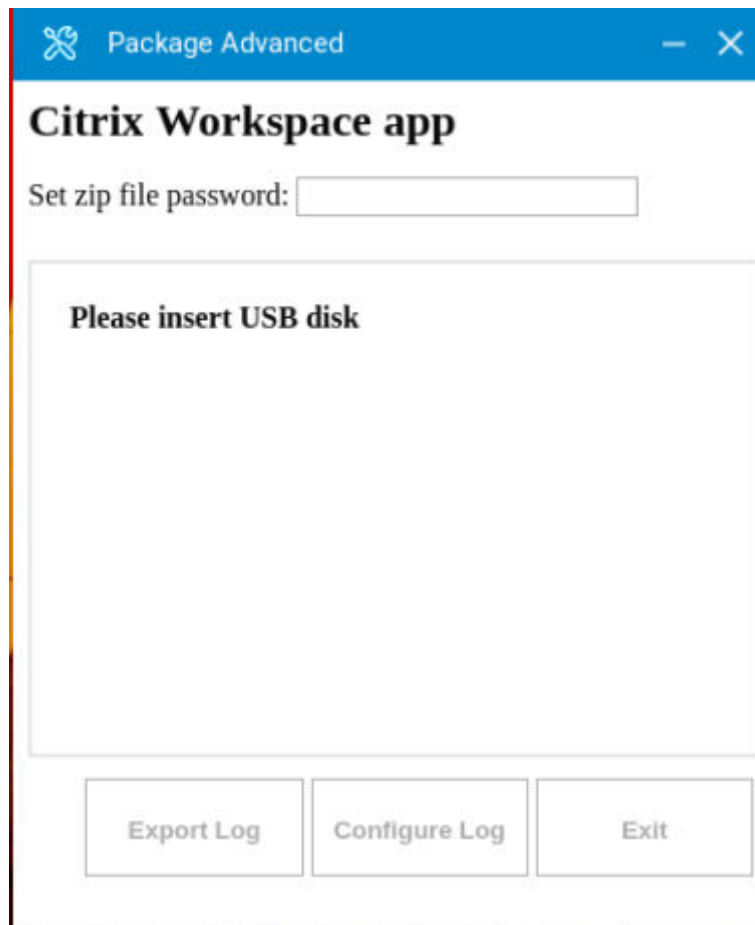 Package Advanced
Citrix Workspace app
Set zip file password:
Please insert USB disk
Export Log
Configure Log
Exit